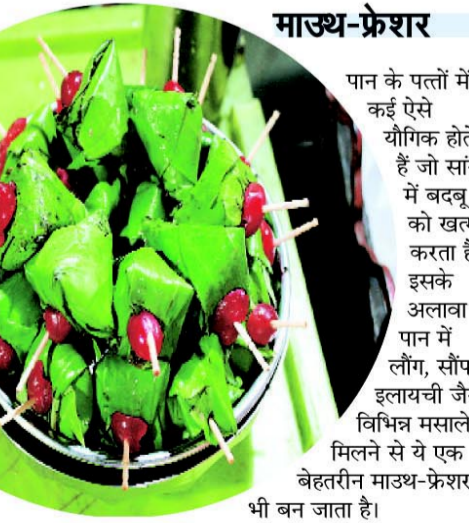 माउथ-फ्रेशर
पान के पत्तों में
कई ऐसे
यौगिक होते
हैं जो
में बदबू
को
करता
इसके
अलावा
पान में
लौंग, सौंफ
इलायची
विभिन्न मसाले
मिलने से ये एक
बेहतरीन माउथ-फ्रेशर
भी बन जाता है।